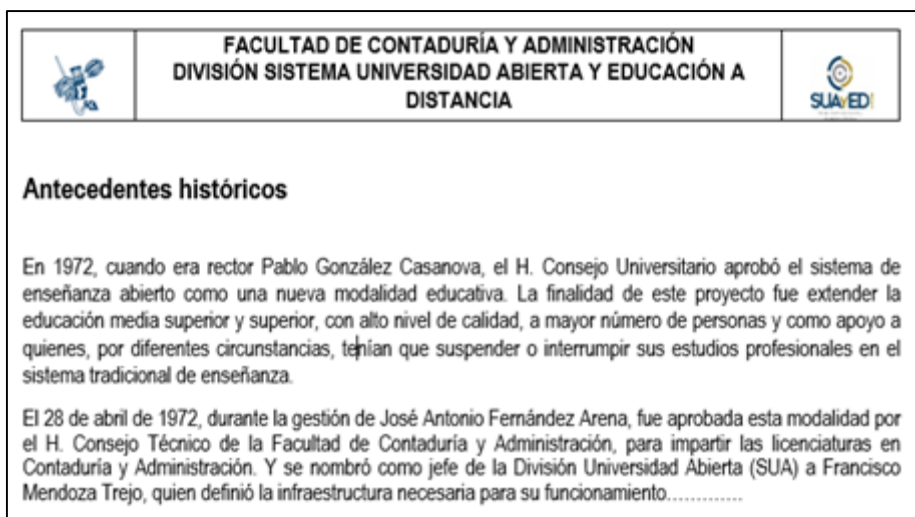 FACULTAD DE CONTADURÍA Y ADMINISTRACIÓN
DIVISIÓN SISTEMA UNIVERSIDAD ABIERTA Y EDUCACIÓN A
DISTANCIA
SUAyED
Antecedentes históricos
En 1972, cuando era rector Pablo González Casanova, el H. Consejo Universitario aprobó el sistema de
enseñanza abierto como una nueva modalidad educativa. La finalidad de este proyecto fue extender la
educación media superior y superior, con alto nivel de calidad, a mayor número de personas y como apoyo a
quienes, por diferentes circunstancias, tenían que suspender o interrumpir sus estudios profesionales en el
sistema tradicional de enseñanza.
El 28 de abril de 1972, durante la gestión de José Antonio Fernández Arena, fue aprobada esta modalidad por
el H. Consejo Técnico de la Facultad de Contaduría y Administración, para impartir las licenciaturas en
Contaduría y Administración. Y se nombró como jefe de la División Universidad Abierta (SUA) a Francisco
Mendoza Trejo, quien definió la infraestructura necesaria para su funcionamiento.............